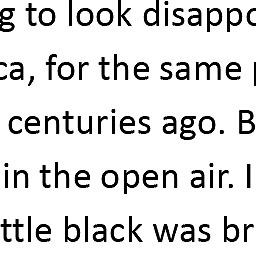 g to look disappo
ca, for the same p
centuries ago. B
in the open air. I
ttle black was br